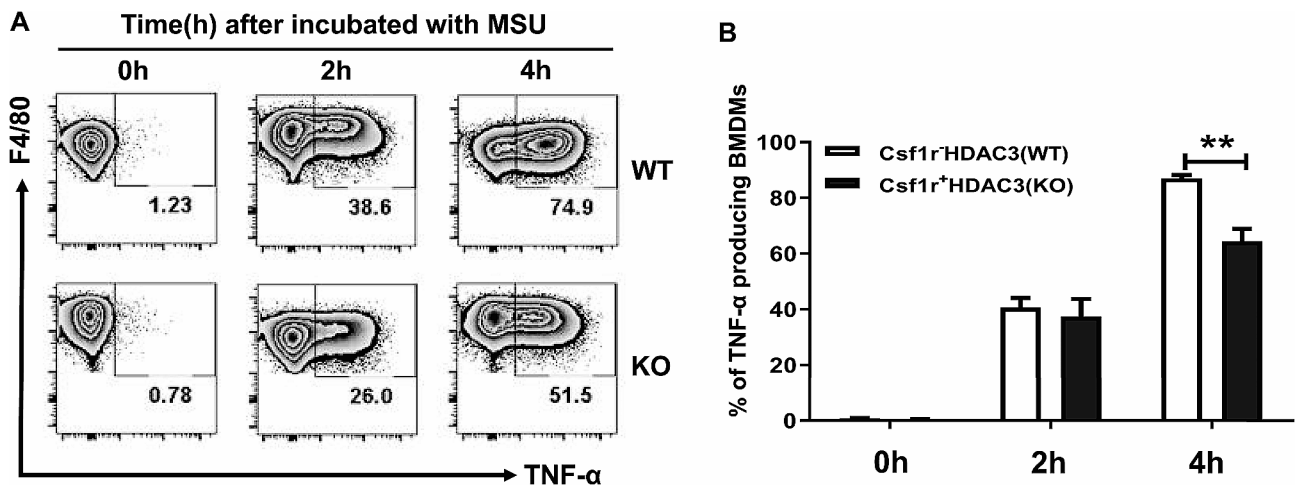 A
Time(h) after incubated with MSU
0h 2h 4h
F4/80
1.23 38.6 74.9
WT
0.78 26.0 51.5
KO
TNF-α
B
% of TNF-α producing BMDMs
100
80
60
40
20
0
Csf1r⁻HDAC3(WT)
Csf1r⁺HDAC3(KO)
**
0h 2h 4h